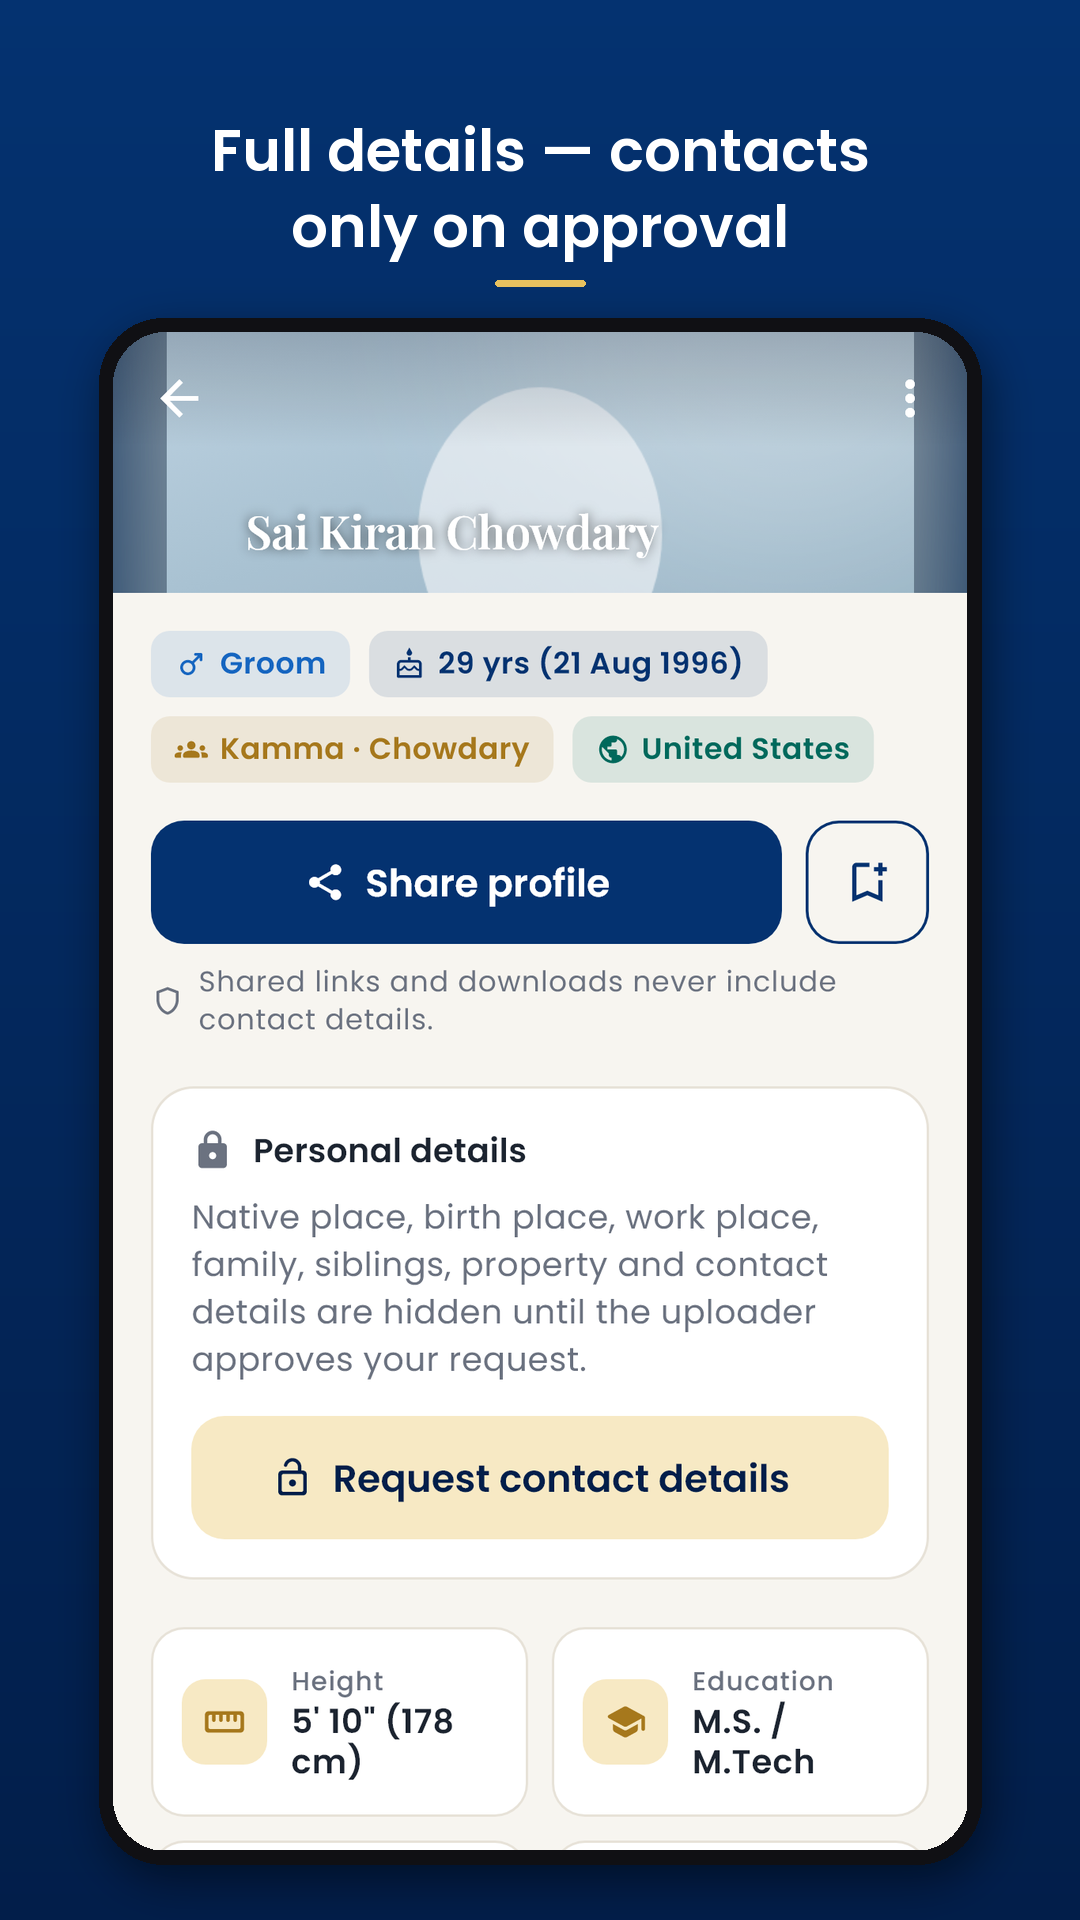 Full details — contacts
only on approval
Sai Kiran Chowdary
Groom
29 yrs (21 Aug 1996)
Kamma · Chowdary
United States
Share profile
Shared links and downloads never include
contact details.
Personal details
Native place, birth place, work place,
family, siblings, property and contact
details are hidden until the uploader
approves your request.
Request contact details
Height
5' 10" (178
cm)
Education
M.S. /
M.Tech